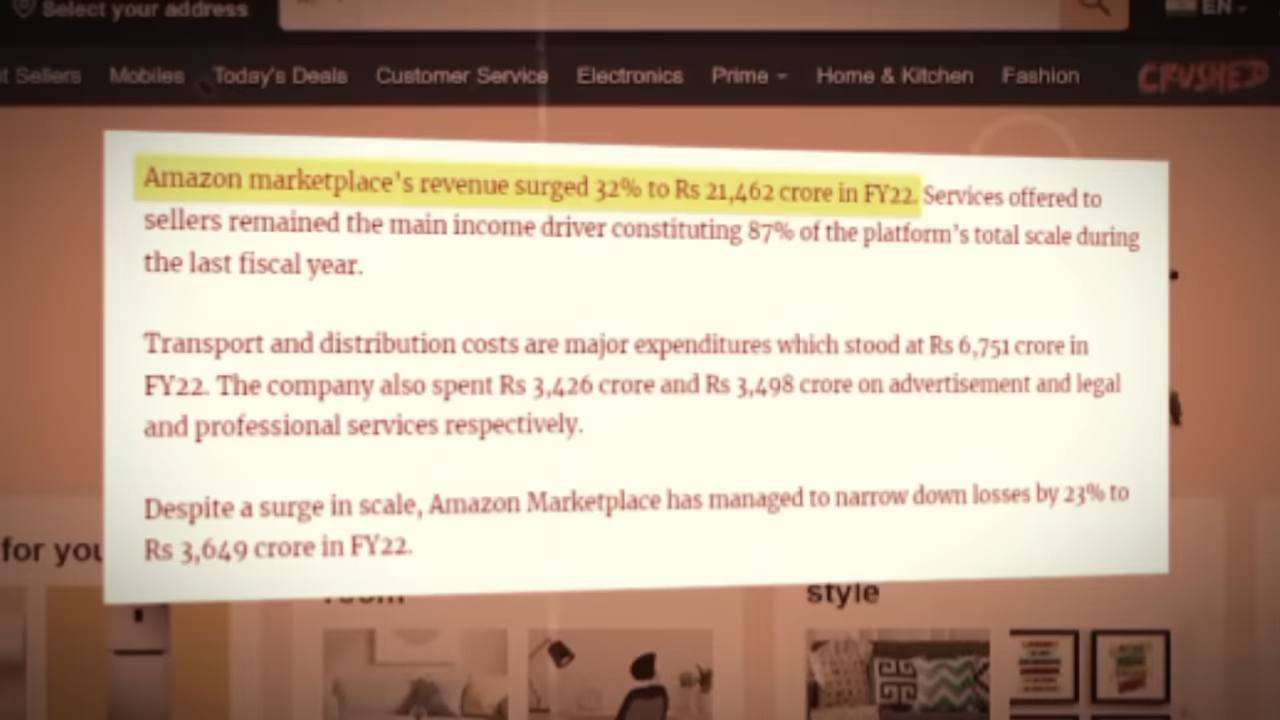 Select your address
EN
t Sellers Mobiles Today's Deals Customer Service Electronics Prime Home & Kitchen Fashion CRUSHED
Amazon marketplace's revenue surged 32% to Rs 21,462 crore in FY22. Services offered to
sellers remained the main income driver constituting 87% of the platform's total scale during
the last fiscal year.
Transport and distribution costs are major expenditures which stood at Rs 6,751 crore in
FY22. The company also spent Rs 3,426 crore and Rs 3,498 crore on advertisement and legal
and professional services respectively.
Despite a surge in scale, Amazon Marketplace has managed to narrow down losses by 23% to
Rs 3,649 crore in FY22.
for you
style